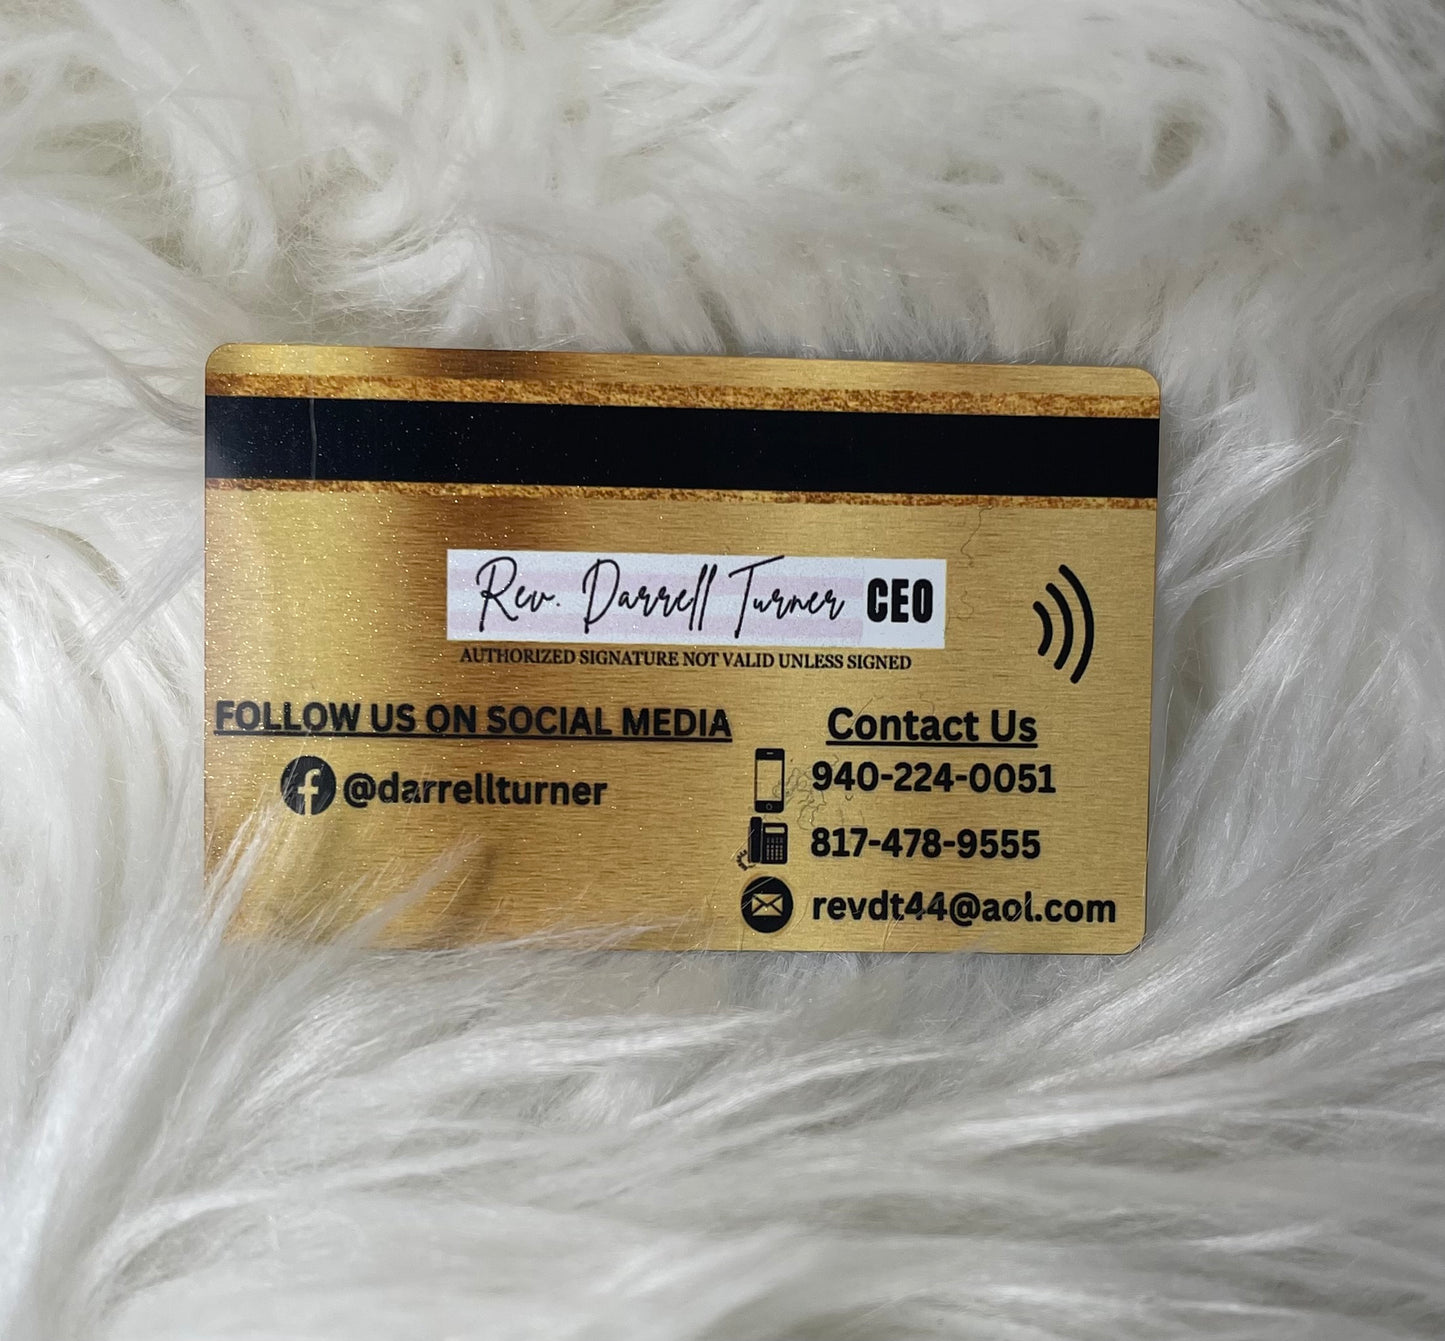 Rev. Darrell Turner CEO
AUTHORIZED SIGNATURE NOT VALID UNLESS SIGNED
FOLLOW US ON SOCIAL MEDIA
@darrellturner
Contact Us
940-224-0051
817-478-9555
revdt44@aol.com